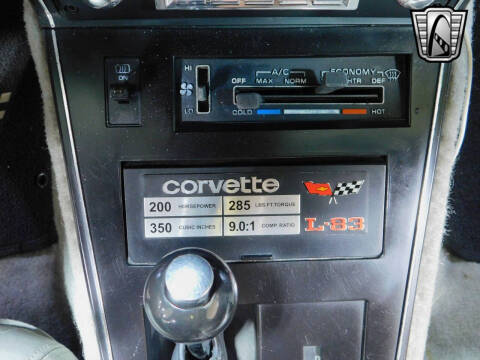 HI
A/C
ECONOMY
OFF MAX NORM HTR DEF
ON
LO
COLD HOT
corvette
200 HORSEPOWER 285 LBS.FT.TORQUE
350 CUBIC INCHES 9.0:1 COMP. RATIO
L-83